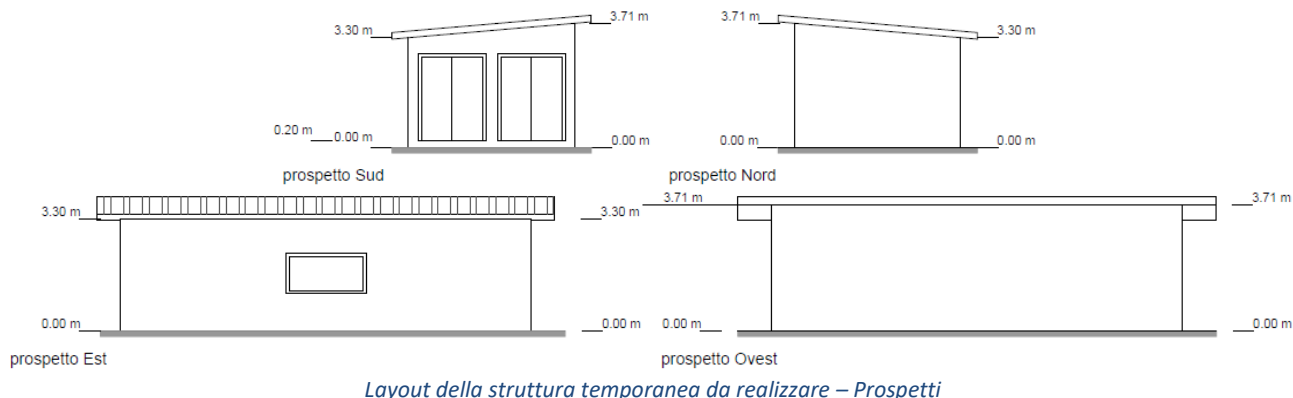 3.30 m
3.71 m
0.20 m
0.00 m
0.00 m
prospetto Sud
3.71 m
3.30 m
0.00 m
0.00 m
prospetto Nord
3.30 m
3.30 m
0.00 m
0.00 m
prospetto Est
3.71 m
3.71 m
0.00 m
0.00 m
prospetto Ovest
Layout della struttura temporanea da realizzare – Prospetti